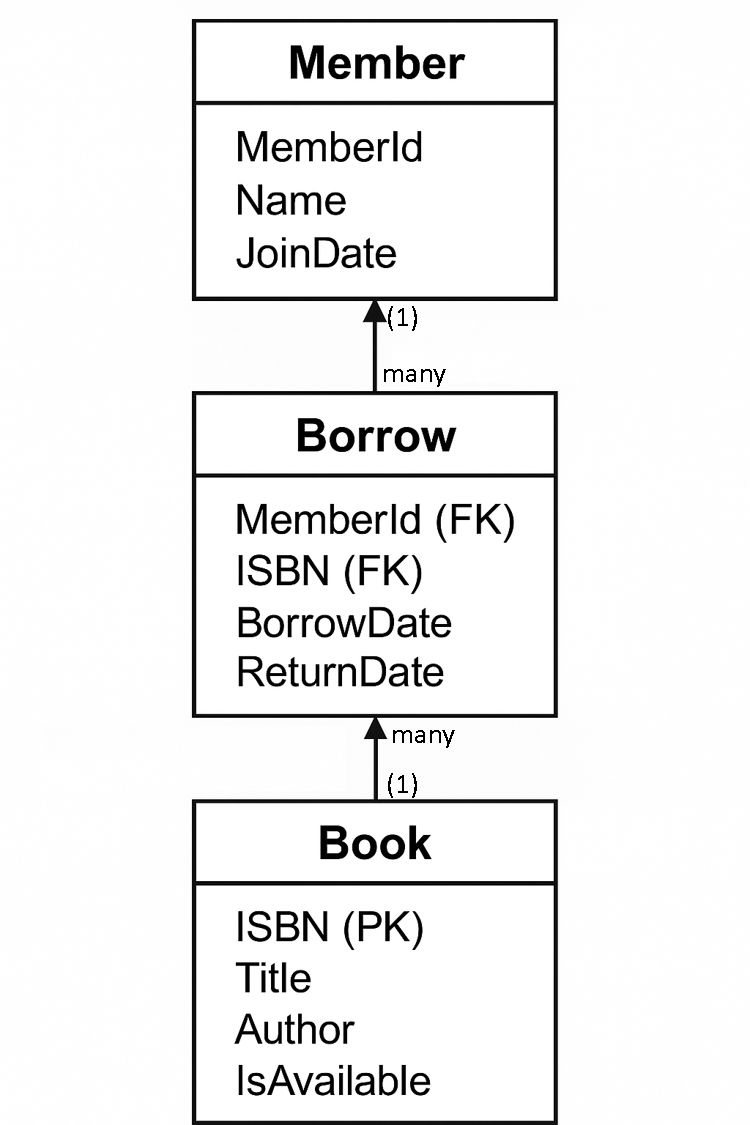 Member
MemberId
Name
JoinDate
(1)
many
Borrow
MemberId (FK)
ISBN (FK)
BorrowDate
ReturnDate
many
(1)
Book
ISBN (PK)
Title
Author
IsAvailable